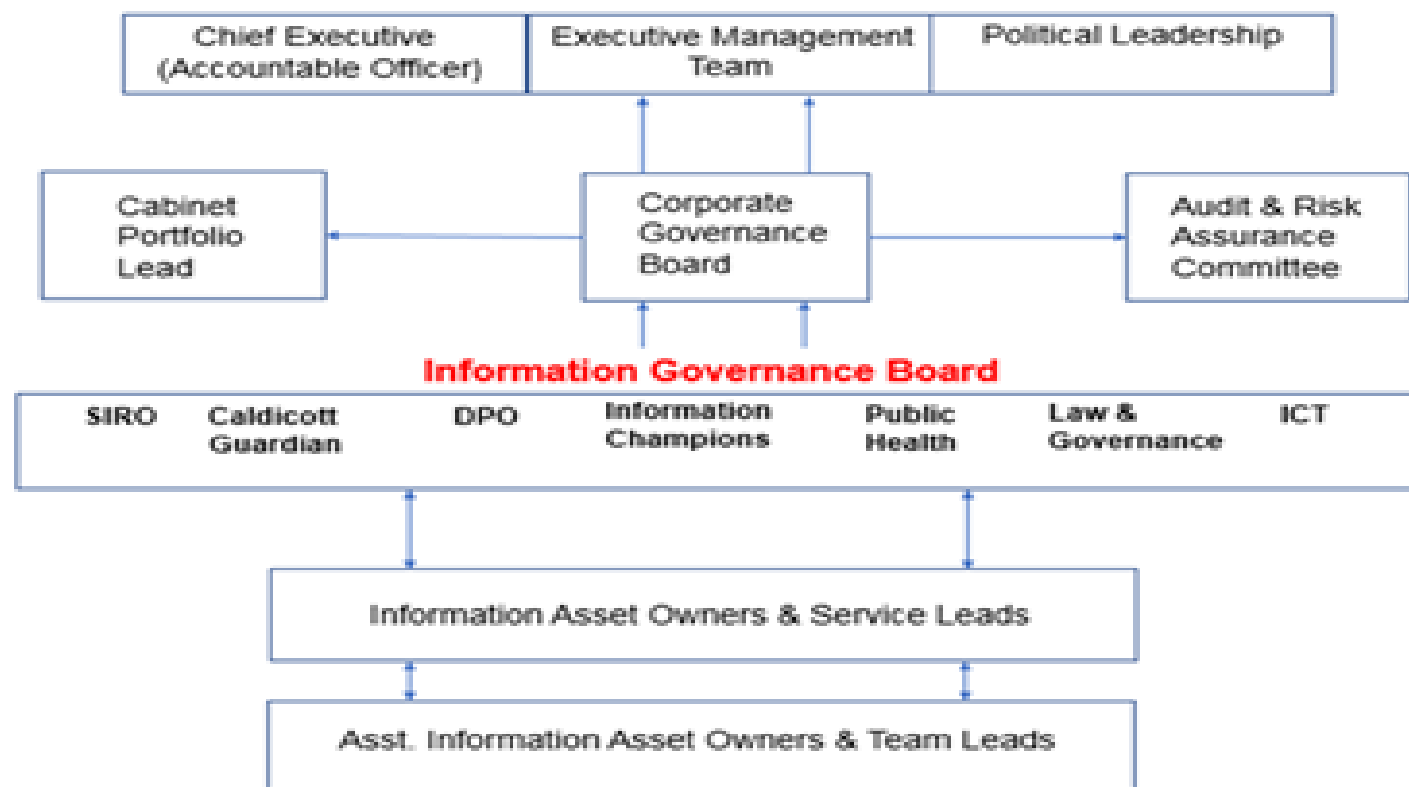 Chief Executive
(Accountable Officer)
Executive Management
Team
Political Leadership
Cabinet
Portfolio
Lead
Corporate
Governance
Board
Audit & Risk
Assurance
Committee
Information Governance Board
SIRO
Caldicott
Guardian
DPO
Information
Champions
Public
Health
Law &
Governance
ICT
Information Asset Owners & Service Leads
Asst. Information Asset Owners & Team Leads